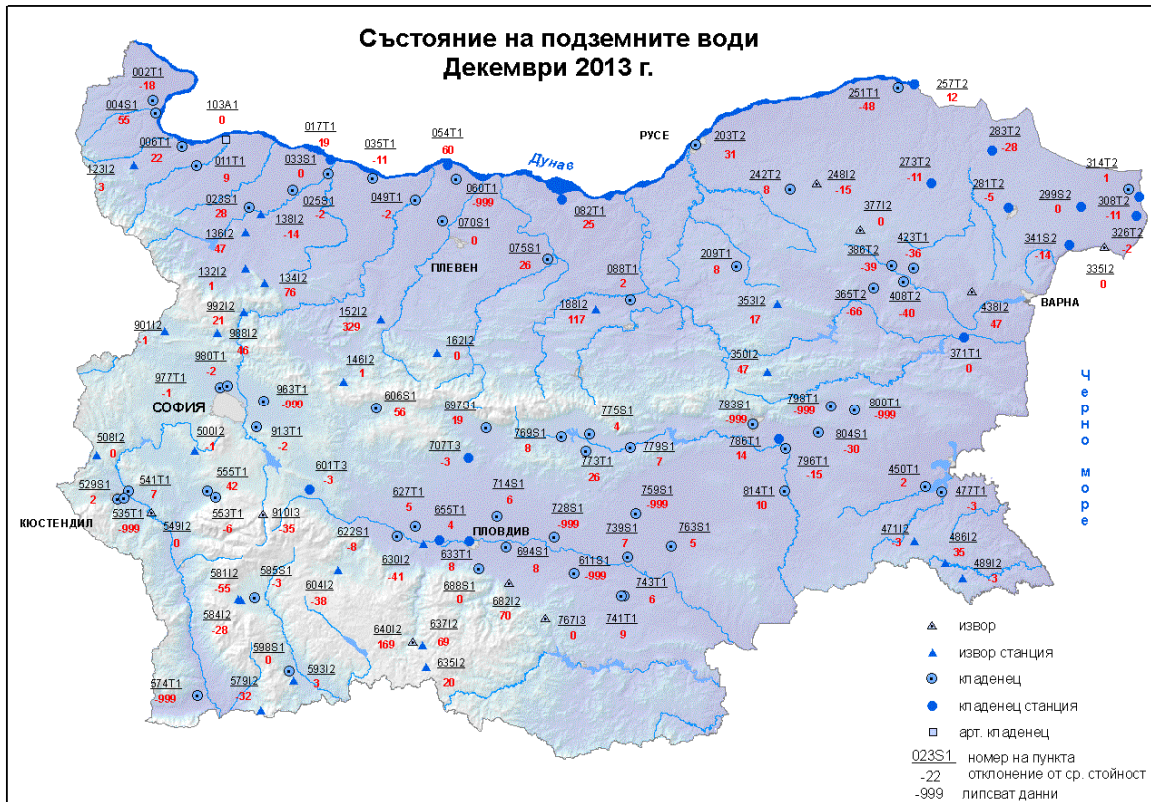 Състояние на подземните води
Декември 2013 г.
002T1
-18
004S1
55
103A1
0
006T1
22
011T1
9
123I2
3
017T1
19
033S1
0
035T1
-11
054T1
60
Дунав
РУСЕ
203T2
31
251T1
-48
257T2
12
283T2
-28
314T2
1
308T2
-11
326T2
-2
335I2
0
341S2
-14
299S2
0
281T2
-5
273T2
-11
242T2
8
248I2
-15
377I2
0
423T1
-36
386T2
-39
408T2
-40
365T2
-66
438I2
47
ВАРНА
371T1
0
353I2
17
350I2
47
209T1
8
023S1
28
025S1
-2
138I2
-14
136I2
47
132I2
1
134I2
76
049T1
-2
060T1
-999
070S1
0
ПЛЕВЕН
075S1
26
082T1
25
088T1
2
188I2
117
152I2
329
162I2
0
146I2
1
992I2
21
901I2
1
988I2
46
980T1
-2
977T1
-1
СОФИЯ
963T1
-999
913T1
-2
606S1
56
697S1
19
707T3
-3
769S1
8
775S1
4
773T1
26
779S1
7
783S1
-999
798T1
-999
800T1
-999
804S1
-30
786T1
14
796T1
-15
814T1
10
450T1
2
477T1
-3
471I2
-3
486I2
35
489I2
-3
Черно море
508I2
0
500I2
-1
529S1
2
541T1
7
555T1
42
КЮСТЕНДИЛ
535T1
-999
549I2
0
553T1
-6
910I3
-35
601T3
-3
627T1
5
655T1
4
714S1
6
ПЛОВДИВ
728S1
-999
759S1
-999
739S1
7
763S1
5
622S1
-8
630I2
-41
633T1
8
694S1
8
688S1
0
682I2
70
611S1
-999
743T1
6
741T1
9
767I3
0
581I2
-55
585S1
-3
604I2
-38
584I2
-28
598S1
0
593I2
3
579I2
-32
574T1
-999
640I2
169
637I2
69
635I2
20
извор
извор станция
кладенец
кладенец станция
арт. кладенец
023S1 номер на пункта
-22 отклонение от ср. стойност
-999 липсват данни